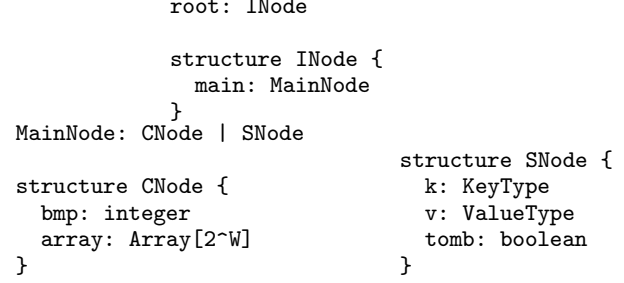 root: INode
structure INode {
  main: MainNode
}
MainNode: CNode | SNode
structure CNode {
  bmp: integer
  array: Array[2^W]
}
structure SNode {
  k: KeyType
  v: ValueType
  tomb: boolean
}